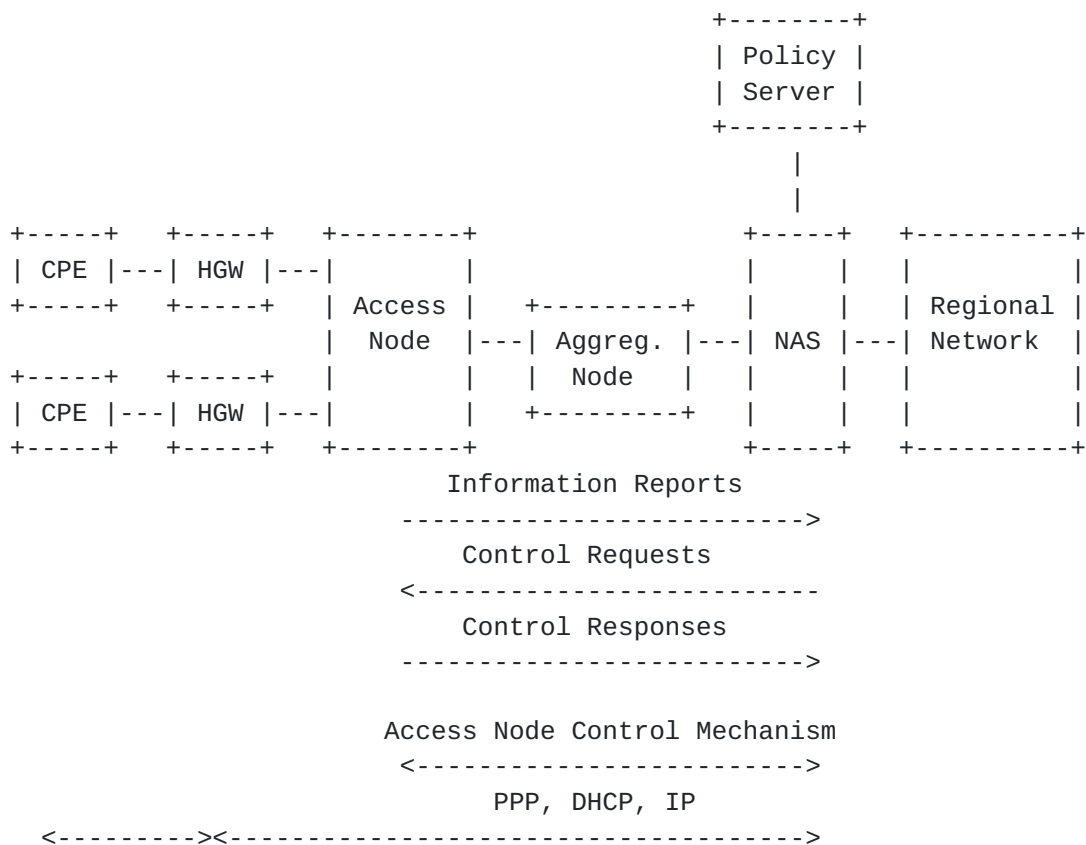 Policy
Server
CPE HGW
Access Regional
Node Aggreg. NAS Network
Node
CPE HGW
Information Reports
Control Requests
Control Responses
Access Node Control Mechanism
PPP, DHCP, IP